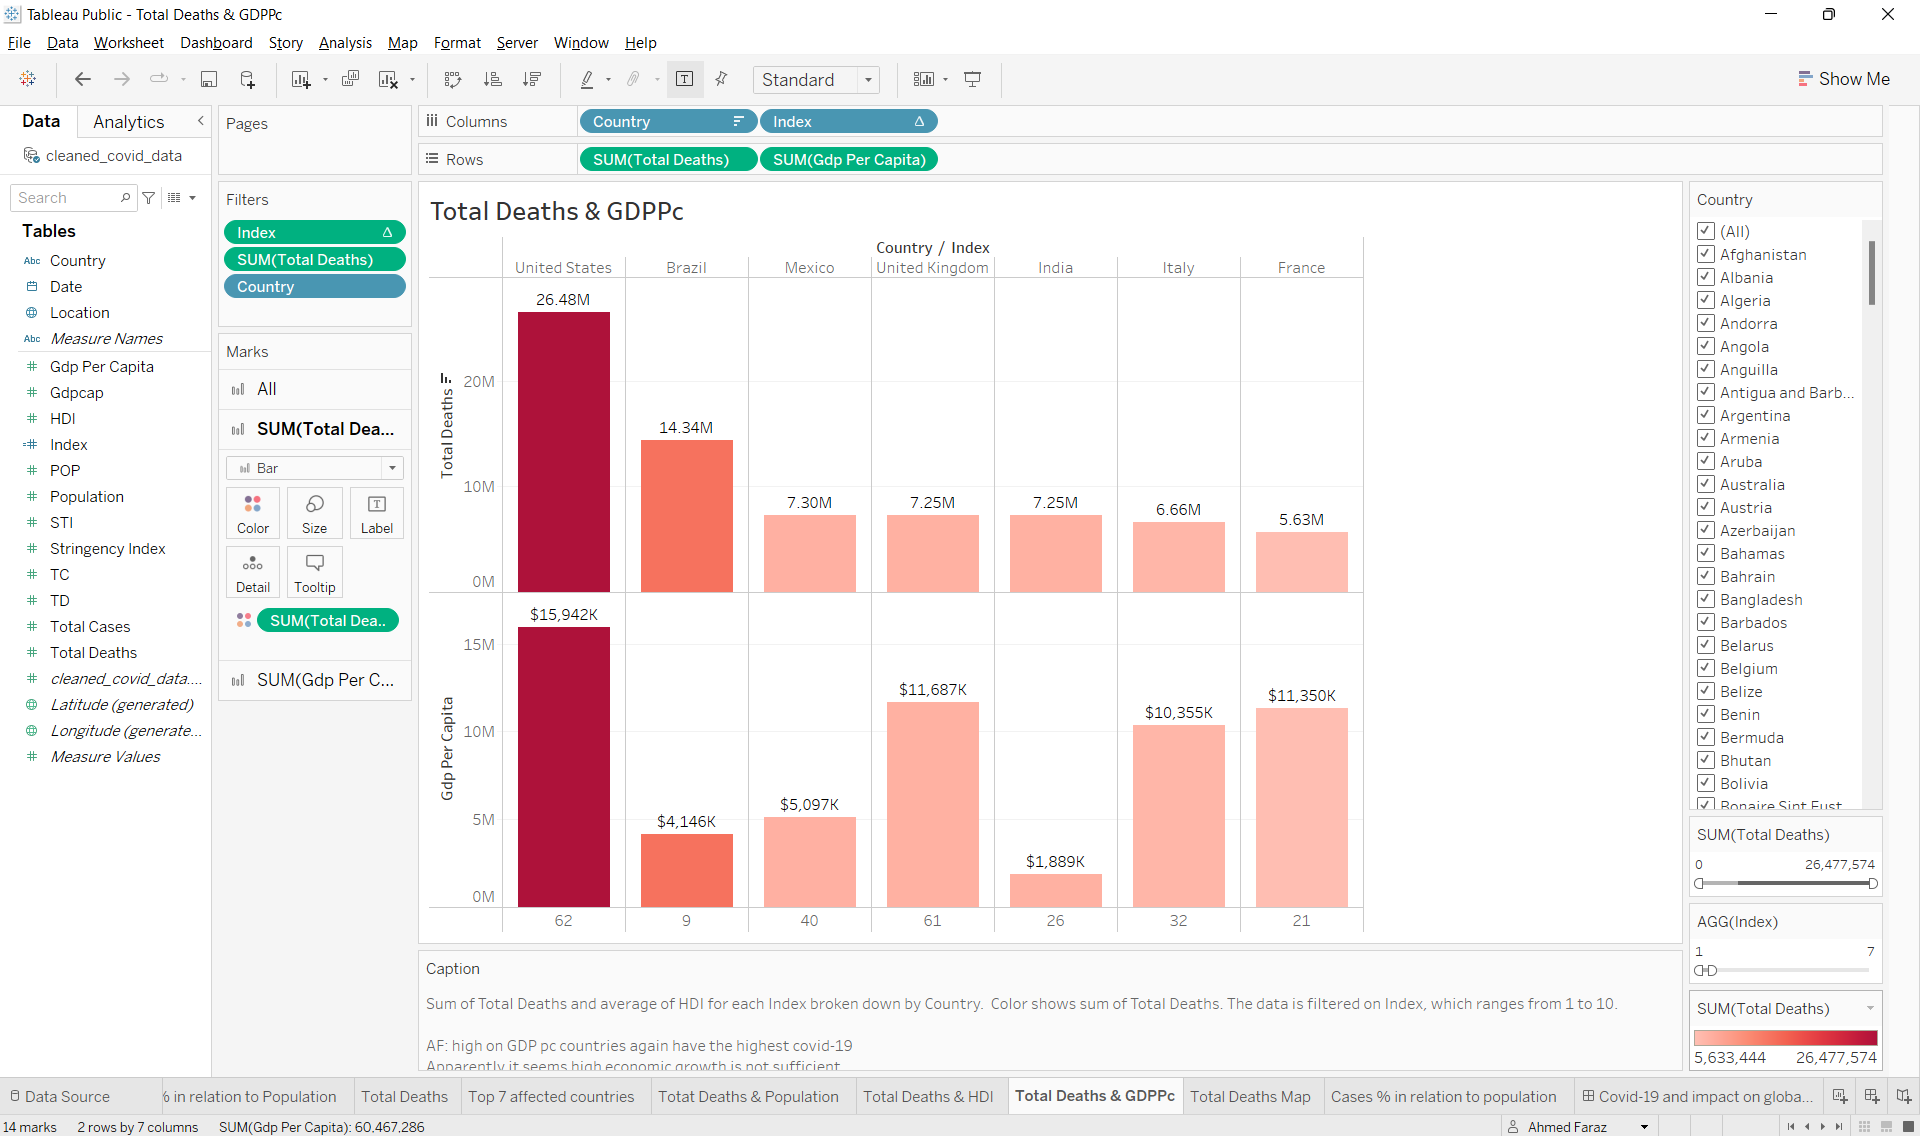 Tableau Public - Total Deaths & GDPPc
File Data Worksheet Dashboard Story Analysis Map Format Server Window Help
Standard
Show Me
Data Analytics
cleaned_covid_data
Search
Tables
Abc Country
Date
Location
Abc Measure Names
Gdp Per Capita
Gdpcap
HDI
Index
POP
Population
STI
Stringency Index
TC
TD
Total Cases
Total Deaths
cleaned_covid_data....
Latitude (generated)
Longitude (generate...
Measure Values
Pages
Filters
Index
SUM(Total Deaths)
Country
Marks
All
SUM(Total Dea...
Bar
Color Size Label
Detail Tooltip
SUM(Total Dea..
SUM(Gdp Per C...
Columns Country Index
Rows SUM(Total Deaths) SUM(Gdp Per Capita)
Total Deaths & GDPPc
Country / Index
United States Brazil Mexico United Kingdom India Italy France
Total Deaths
20M
10M
0M
26.48M
14.34M
7.30M
7.25M
7.25M
6.66M
5.63M
Gdp Per Capita
15M
10M
5M
0M
$15,942K
$4,146K
$5,097K
$11,687K
$1,889K
$10,355K
$11,350K
62 9 40 61 26 32 21
Caption
Sum of Total Deaths and average of HDI for each Index broken down by Country.  Color shows sum of Total Deaths. The data is filtered on Index, which ranges from 1 to 10.
AF: high on GDP pc countries again have the highest covid-19
Apparently it seems high economic growth is not sufficient
Country
(All)
Afghanistan
Albania
Algeria
Andorra
Angola
Anguilla
Antigua and Barb...
Argentina
Armenia
Aruba
Australia
Austria
Azerbaijan
Bahamas
Bahrain
Bangladesh
Barbados
Belarus
Belgium
Belize
Benin
Bermuda
Bhutan
Bolivia
Bonaire Sint Eust
SUM(Total Deaths)
0 26,477,574
AGG(Index)
1 7
SUM(Total Deaths)
5,633,444 26,477,574
Data Source % in relation to Population Total Deaths Top 7 affected countries Totat Deaths & Population Total Deaths & HDI Total Deaths & GDPPc Total Deaths Map Cases % in relation to population Covid-19 and impact on globa...
14 marks 2 rows by 7 columns SUM(Gdp Per Capita): 60,467,286 Ahmed Faraz